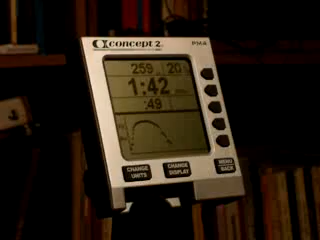 concept 2 PM4
259 20
1:42
:49
CHANGE UNITS CHANGE DISPLAY MENU BACK